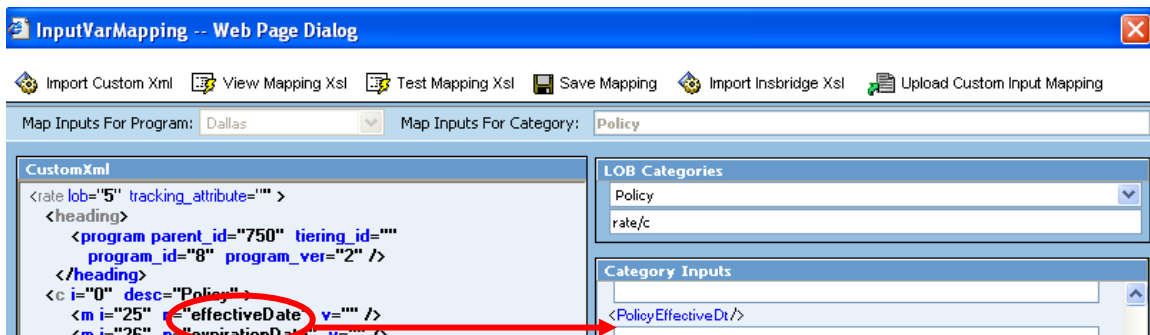 InputVarMapping -- Web Page Dialog
Import Custom Xml View Mapping Xsl Test Mapping Xsl Save Mapping Import Insbridge Xsl Upload Custom Input Mapping
Map Inputs For Program: Dallas Map Inputs For Category: Policy
CustomXml
<rate lob="5" tracking_attribute="" >
<heading>
<program parent_id="750" tiering_id=""
program_id="8" program_ver="2" />
</heading>
<c i="0" desc="Policy" >
<m i="25" n="effectiveDate" v="" />
<m i="26" n="expirationDate" v="" />
LOB Categories
Policy
rate/c
Category Inputs
<PolicyEffectiveDt/>